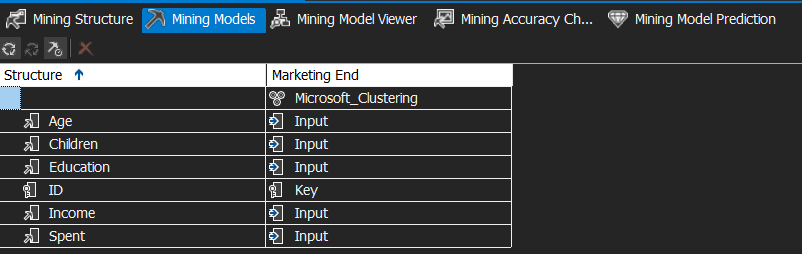 Mining Structure Mining Models Mining Model Viewer Mining Accuracy Ch... Mining Model Prediction
Structure Marketing End
Microsoft_Clustering
Age Input
Children Input
Education Input
ID Key
Income Input
Spent Input